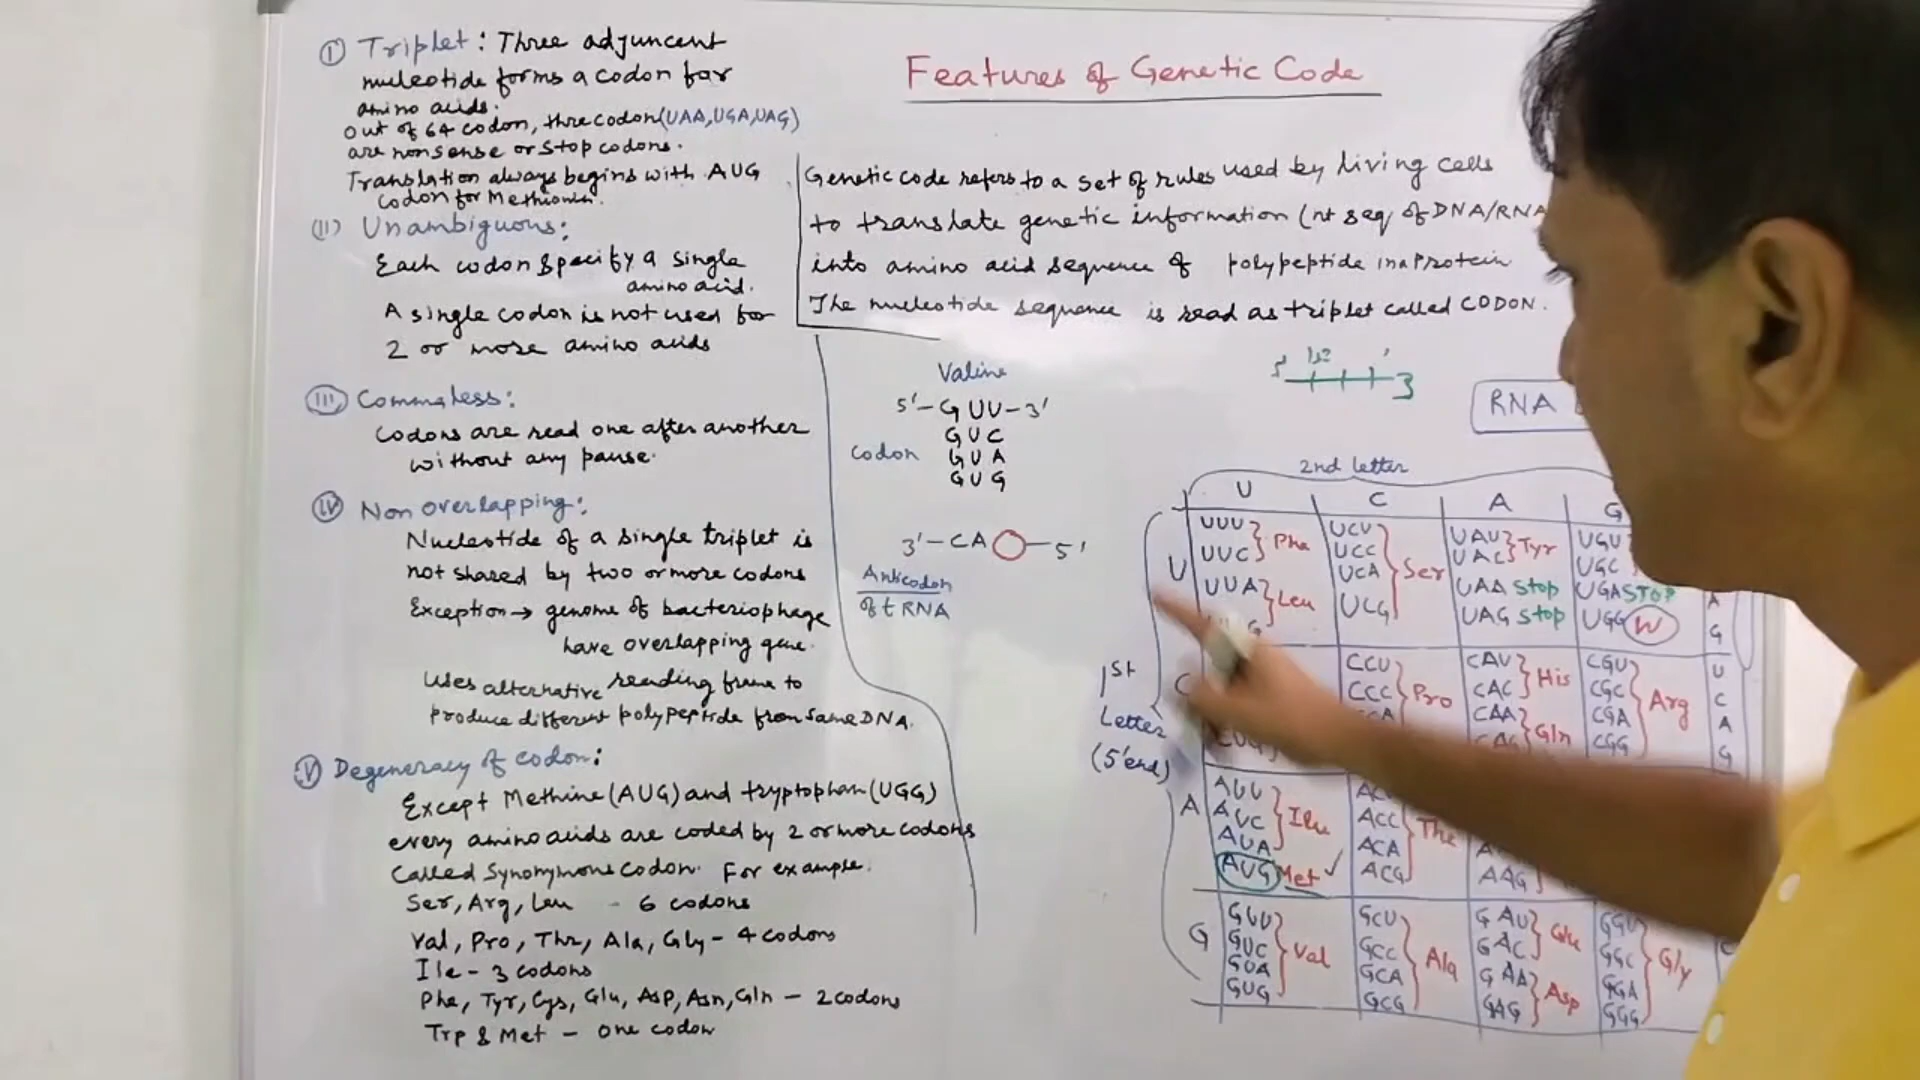 Features of Genetic Code
(I) Triplet: Three adjuncent
nucleotide forms a codon for
amino acids.
out of 64 codon, thre codon (UAA, UGA, UAG)
are nonsense or stop codons.
Translation always begins with AUG
codon for Methionin.
(II) Unambiguous:
Each codon specify a single
amino acid.
A single codon is not used for
2 or more amino acids
(III) Commaless:
Codons are read one after another
without any pause.
(IV) Non overlapping:
Nucleotide of a single triplet is
not shared by two or more codons
Exception → genome of bacteriophage
have overlapping gene.
Uses alternative reading frame to
produce different polypeptide from same DNA.
(V) Degeneracy of codon:
Except Methine (AUG) and tryptophan (UGG)
every amino acids are coded by 2 or more codons
called Synonymous codon. For example.
Ser, Arg, Leu - 6 codons
Val, Pro, Thr, Ala, Gly - 4 codons
Ile - 3 codons
Phe, Tyr, Cys, Glu, Asp, Asn, Gln - 2 codons
Trp & Met - one codon
Genetic code refers to a set of rules used by living cells
to translate genetic information (nt seq of DNA/RNA
into amino acid sequence of polypeptide in a protein
The nucleotide sequence is read as triplet called CODON.
Valine
5'-GUU-3'
GUC
codon GUA
GUG
3'-CA -5'
Anticodon
of tRNA
3
RNA
2nd letter
U C A G
1st
Letter
(5'end)
U
UUU UCU UAU UGU
UUC Phe UCC UAC Tyr UGC
UUA UCA Ser UAA Stop UGA STOP A
Leu UCG UAG Stop UGG W G
C
CCU CAU CGU U
CCC Pro CAC His CGC Arg C
CAA CGA A
CUG CAG Gln CGG G
A
AUU
AUC Ile ACC
AUA ACA
AUG Met ✓ ACG AAG
G
GUU GCU GAU GGU
GUC Val GCC Ala GAC Glu GGC Gly
GUA GCA GAA GGA
GUG GCG GAG Asp GGG